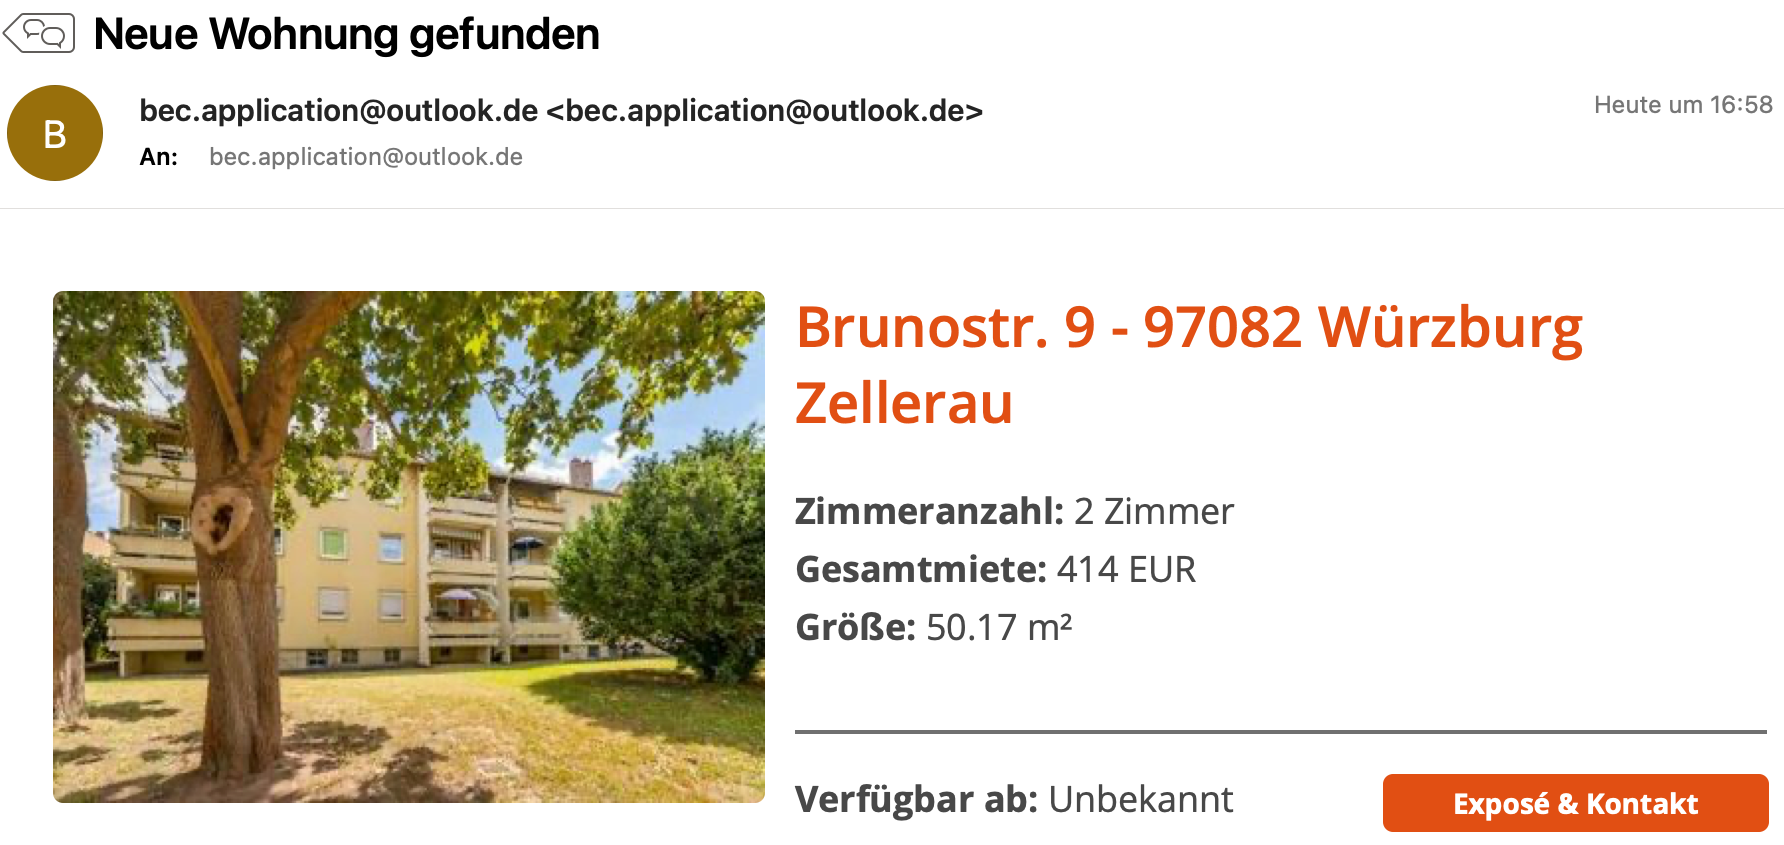 Neue Wohnung gefunden
B
bec.application@outlook.de <bec.application@outlook.de>
Heute um 16:58
An: bec.application@outlook.de
Brunostr. 9 - 97082 Würzburg
Zellerau
Zimmeranzahl: 2 Zimmer
Gesamtmiete: 414 EUR
Größe: 50.17 m²
Verfügbar ab: Unbekannt
Exposé & Kontakt